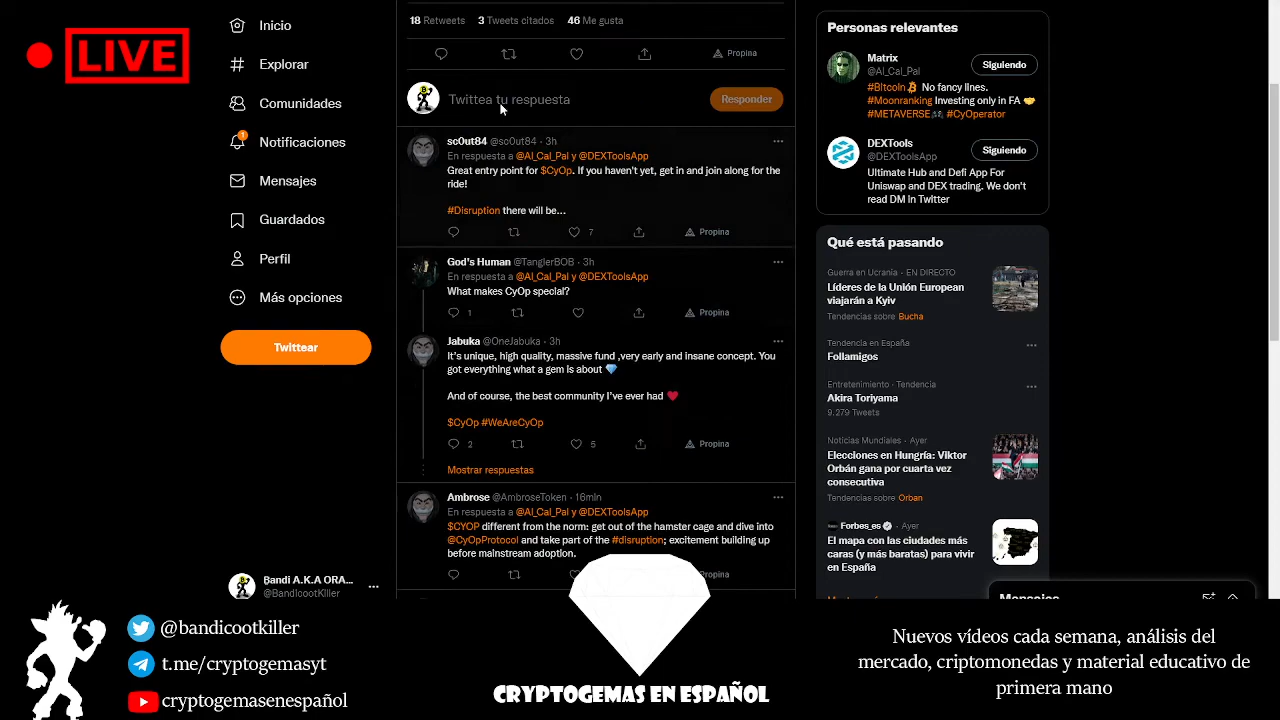 LIVE
Inicio
Explorar
Comunidades
1
Notificaciones
Mensajes
Guardados
Perfil
Más opciones
Twittear
Bandi A.K.A ORA...
@BandicootKiller
18 Retweets 3 Tweets citados 46 Me gusta
Propina
Twittea tu respuesta
Responder
sc0ut84 @sc0ut84 · 3h
En respuesta a @Al_Cal_Pal y @DEXToolsApp
Great entry point for $CyOp. If you haven't yet, get in and join along for the
ride!
#Disruption there will be...
7 Propina
God's Human @TanglerBOB · 3h
En respuesta a @Al_Cal_Pal y @DEXToolsApp
What makes CyOp special?
1 Propina
Jabuka @OneJabuka · 3h
It's unique, high quality, massive fund ,very early and insane concept. You
got everything what a gem is about 💎
And of course, the best community I've ever had ♥
$CyOp #WeAreCyOp
2 5 Propina
Mostrar respuestas
Ambrose @AmbroseToken · 16min
En respuesta a @Al_Cal_Pal y @DEXToolsApp
$CYOP different from the norm: get out of the hamster cage and dive into
@CyOpProtocol and take part of the #disruption; excitement building up
before mainstream adoption.
Propina
Personas relevantes
Matrix
@Al_Cal_Pal
Siguiendo
#Bitcoin No fancy lines.
#Moonranking Investing only in FA 🤝
#METAVERSE🎮 #CyOperator
DEXTools
@DEXToolsApp
Siguiendo
Ultimate Hub and Defi App For
Uniswap and DEX trading. We don't
read DM in Twitter
Qué está pasando
Guerra en Ucrania · EN DIRECTO
Líderes de la Unión European
viajarán a Kyiv
Tendencias sobre Bucha
Tendencia en España
Follamigos
Entretenimiento · Tendencia
Akira Toriyama
9.279 Tweets
Noticias Mundiales · Ayer
Elecciones en Hungría: Viktor
Orbán gana por cuarta vez
consecutiva
Tendencias sobre Orban
Forbes_es · Ayer
El mapa con las ciudades más
caras (y más baratas) para vivir
en España
Mensajes
@bandicootkiller
t.me/cryptogemasyt
cryptogemasenespañol
CRYPTOGEMAS EN ESPAÑOL
Nuevos vídeos cada semana, análisis del
mercado, criptomonedas y material educativo de
primera mano